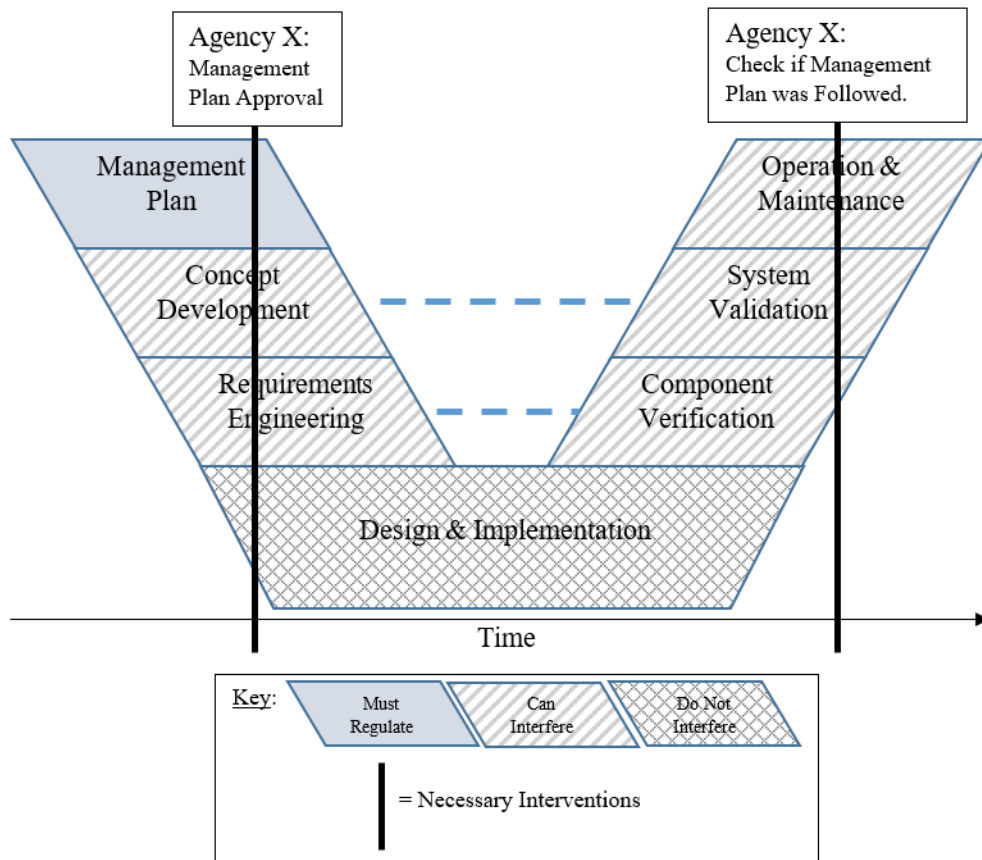 Agency X:
Management
Plan Approval
Agency X:
Check if Management
Plan was Followed.
Management
Plan
Operation &
Maintenance
Concept
Development
System
Validation
Requirements
Engineering
Component
Verification
Design & Implementation
Time
Key:
Must
Regulate
Can
Interfere
Do Not
Interfere
= Necessary Interventions